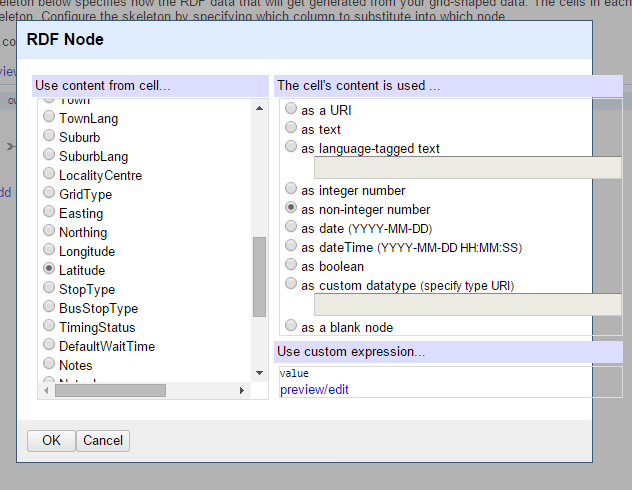 eleton below specifies how the RDF data that will get generated from your grid-shaped data. The cells in each
eleton. Configure the skeleton by specifying which column to substitute into which node.
RDF Node
Use content from cell...
Town
TownLang
Suburb
SuburbLang
LocalityCentre
GridType
Easting
Northing
Longitude
Latitude
StopType
BusStopType
TimingStatus
DefaultWaitTime
Notes
The cell's content is used ...
as a URI
as text
as language-tagged text
as integer number
as non-integer number
as date (YYYY-MM-DD)
as dateTime (YYYY-MM-DD HH:MM:SS)
as boolean
as custom datatype (specify type URI)
as a blank node
Use custom expression...
value
preview/edit
OK
Cancel